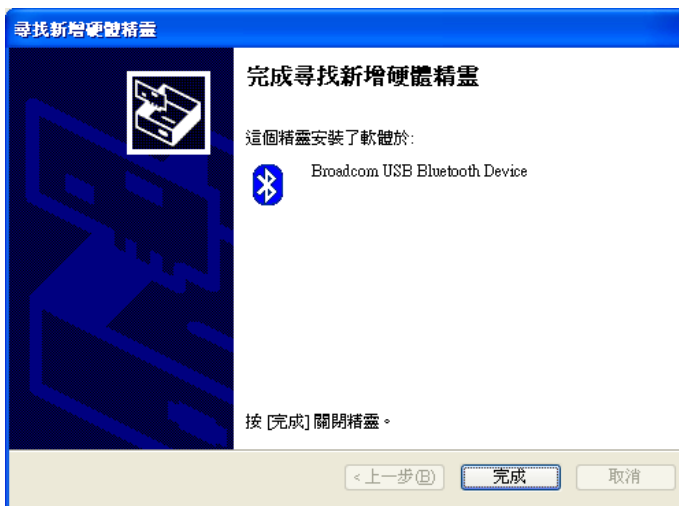 尋找新增硬體精靈
完成尋找新增硬體精靈
這個精靈安裝了軟體於:
Broadcom USB Bluetooth Device
按 [完成] 關閉精靈。
<上一步(B)
完成
取消